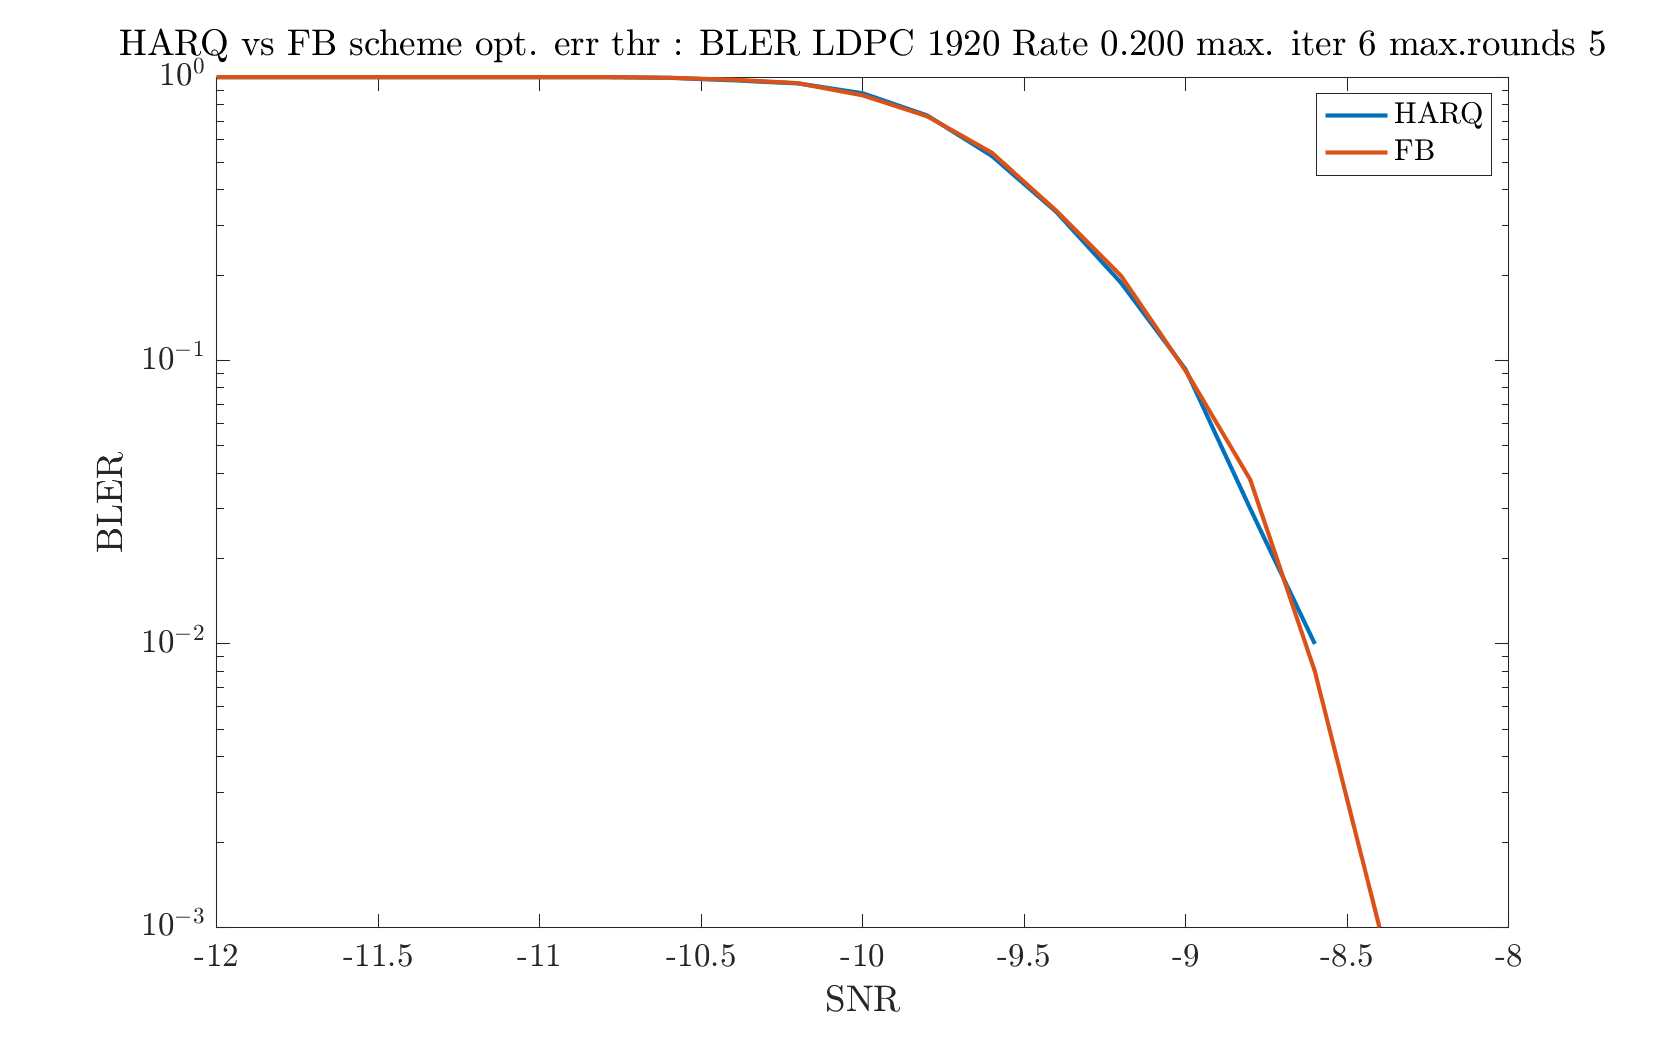 HARQ vs FB scheme opt. err thr : BLER LDPC 1920 Rate 0.200 max. iter 6 max.rounds 5
10^0
HARQ
FB
10^-1
BLER
10^-2
10^-3
-12 -11.5 -11 -10.5 -10 -9.5 -9 -8.5 -8
SNR